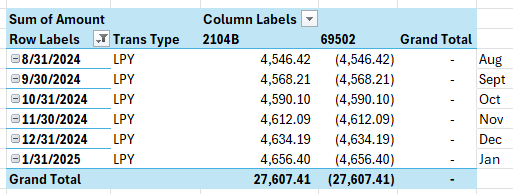 Sum of Amount Column Labels
Row Labels Trans Type 2104B 69502 Grand Total
8/31/2024 LPY 4,546.42 (4,546.42) - Aug
9/30/2024 LPY 4,568.21 (4,568.21) - Sept
10/31/2024 LPY 4,590.10 (4,590.10) - Oct
11/30/2024 LPY 4,612.09 (4,612.09) - Nov
12/31/2024 LPY 4,634.19 (4,634.19) - Dec
1/31/2025 LPY 4,656.40 (4,656.40) - Jan
Grand Total 27,607.41 (27,607.41) -